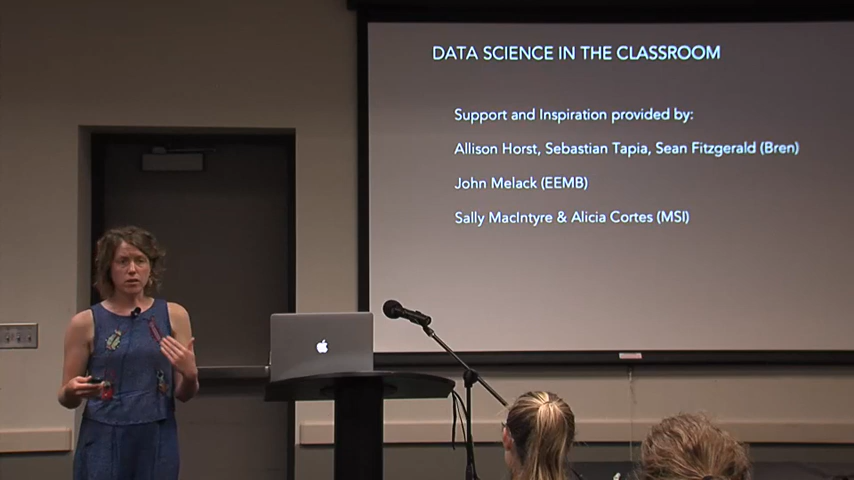 DATA SCIENCE IN THE CLASSROOM
Support and Inspiration provided by:
Allison Horst, Sebastian Tapia, Sean Fitzgerald (Bren)
John Melack (EEMB)
Sally MacIntyre & Alicia Cortes (MSI)